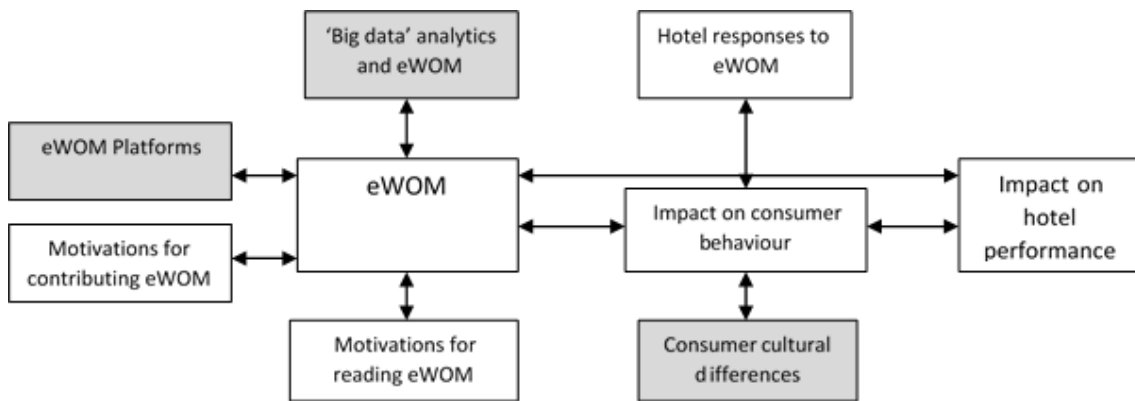 ‘Big data’ analytics
and eWOM
Hotel responses to
eWOM
eWOM Platforms
eWOM
Impact on
hotel
performance
Impact on consumer
behaviour
Motivations for
contributing eWOM
Motivations for
reading eWOM
Consumer cultural
differences